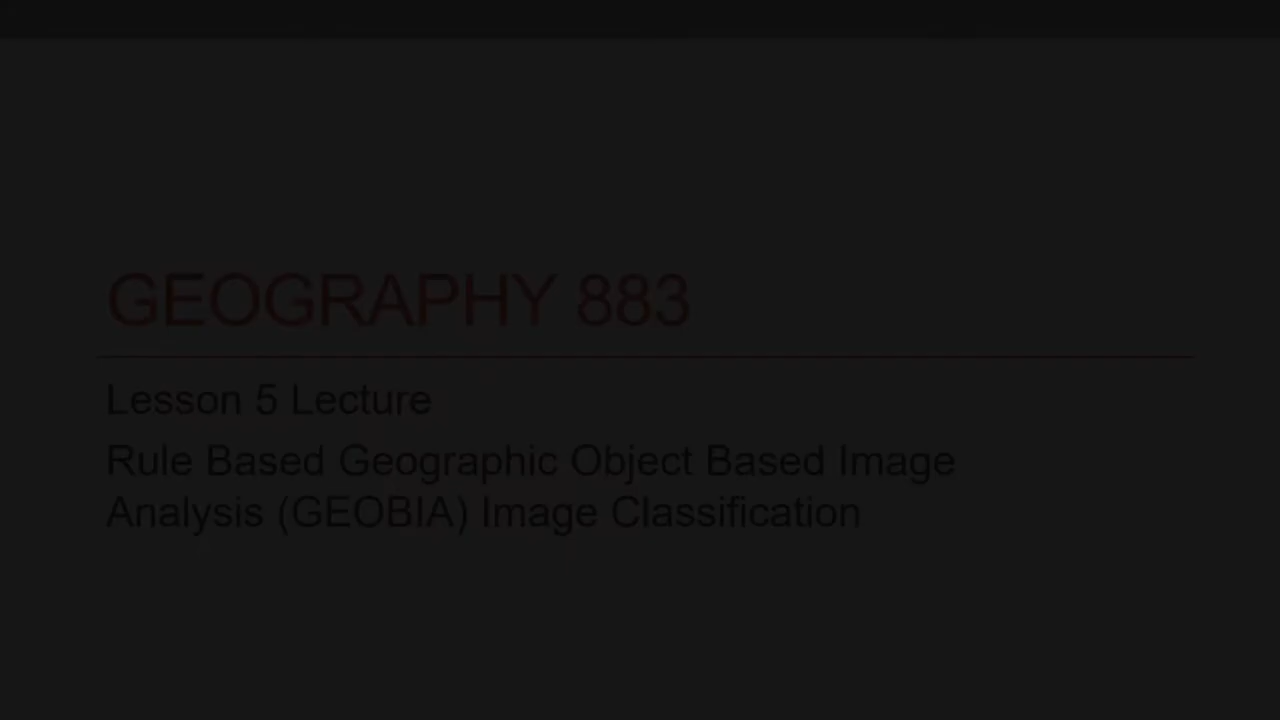 GEOGRAPHY 883
Lesson 5 Lecture
Rule Based Geographic Object Based Image
Analysis (GEOBIA) Image Classification